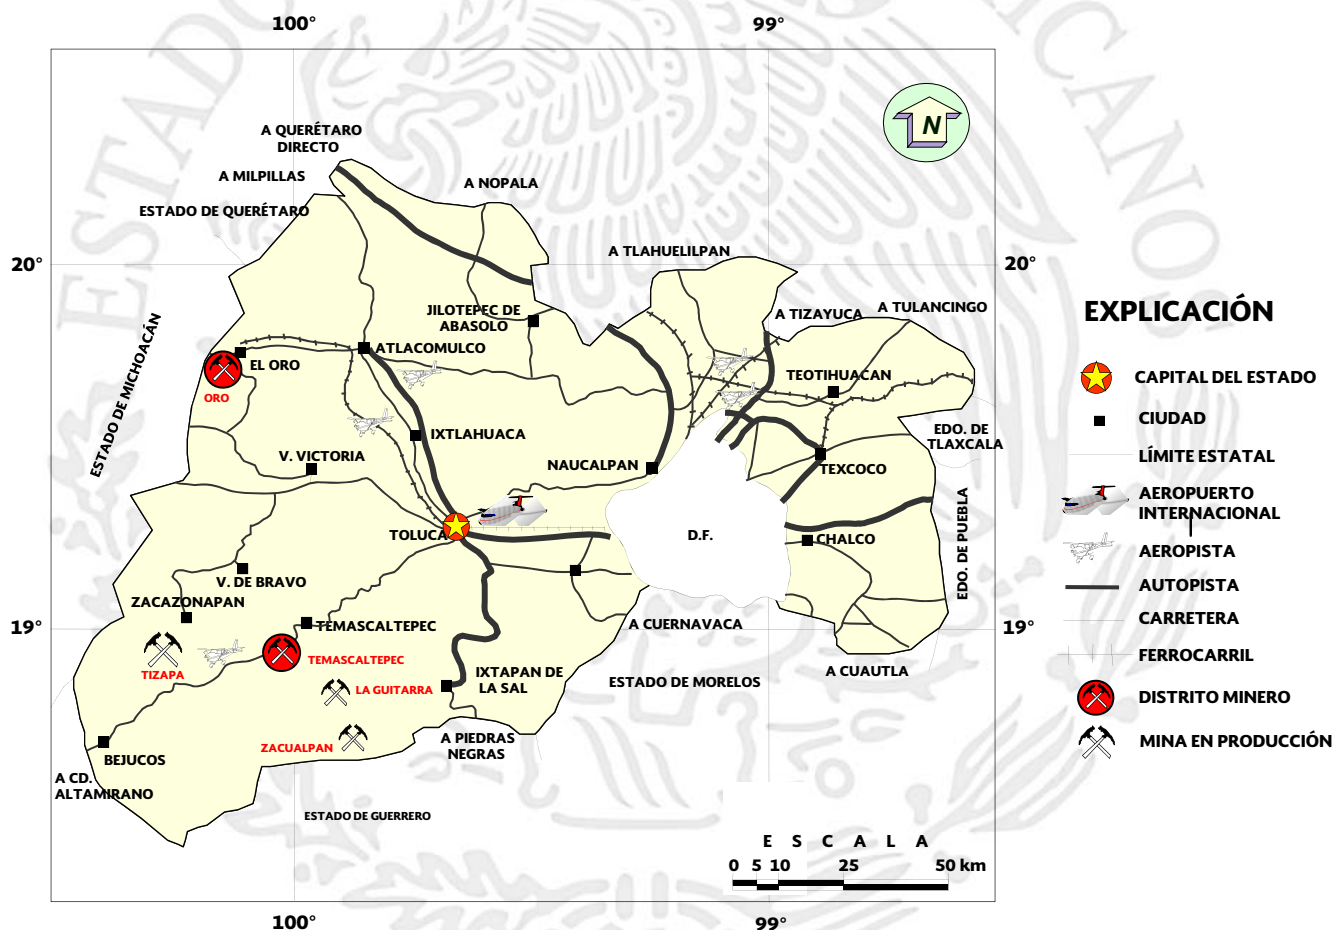 100°
99°
ESTADOS
MEXICANOS
A QUERÉTARO
DIRECTO
A MILPILLAS
A NOPALA
ESTADO DE QUERÉTARO
N
A TLAHUELILPAN
20°
20°
A TULANCINGO
A TIZAYUCA
JILOTEPEC DE
ABASOLO
ESTADO DE MICHOACÁN
ATLACOMULCO
EL ORO
ORO
TEOTIHUACAN
IXTLAHUACA
EDO. DE
TLAXCALA
V. VICTORIA
NAUCALPAN
TEXCOCO
TOLUCA
D.F.
CHALCO
EDO. DE PUEBLA
V. DE BRAVO
ZACAZONAPAN
19°
TEMASCALTEPEC
A CUERNAVACA
19°
TEMASCALTEPEC
TIZAPA
LA GUITARRA
IXTAPAN DE
LA SAL
ESTADO DE MORELOS
A CUAUTLA
ZACUALPAN
A PIEDRAS
NEGRAS
BEJUCOS
A CD.
ALTAMIRANO
ESTADO DE GUERRERO
E S C A L A
0 5 10 25 50 km
100°
99°
EXPLICACIÓN
CAPITAL DEL ESTADO
CIUDAD
LÍMITE ESTATAL
AEROPUERTO
INTERNACIONAL
AEROPISTA
AUTOPISTA
CARRETERA
FERROCARRIL
DISTRITO MINERO
MINA EN PRODUCCIÓN